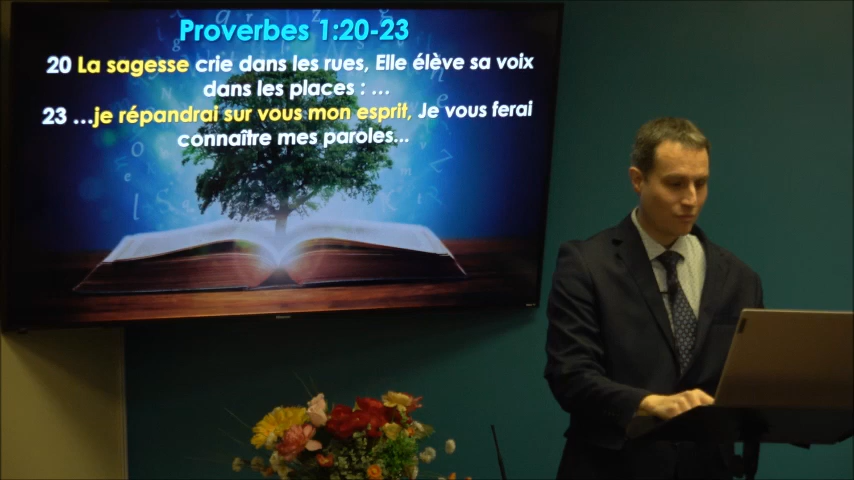 Proverbes 1:20-23
20 La sagesse crie dans les rues, Elle élève sa voix
dans les places : ...
23 ...je répandrai sur vous mon esprit, Je vous ferai
connaître mes paroles...